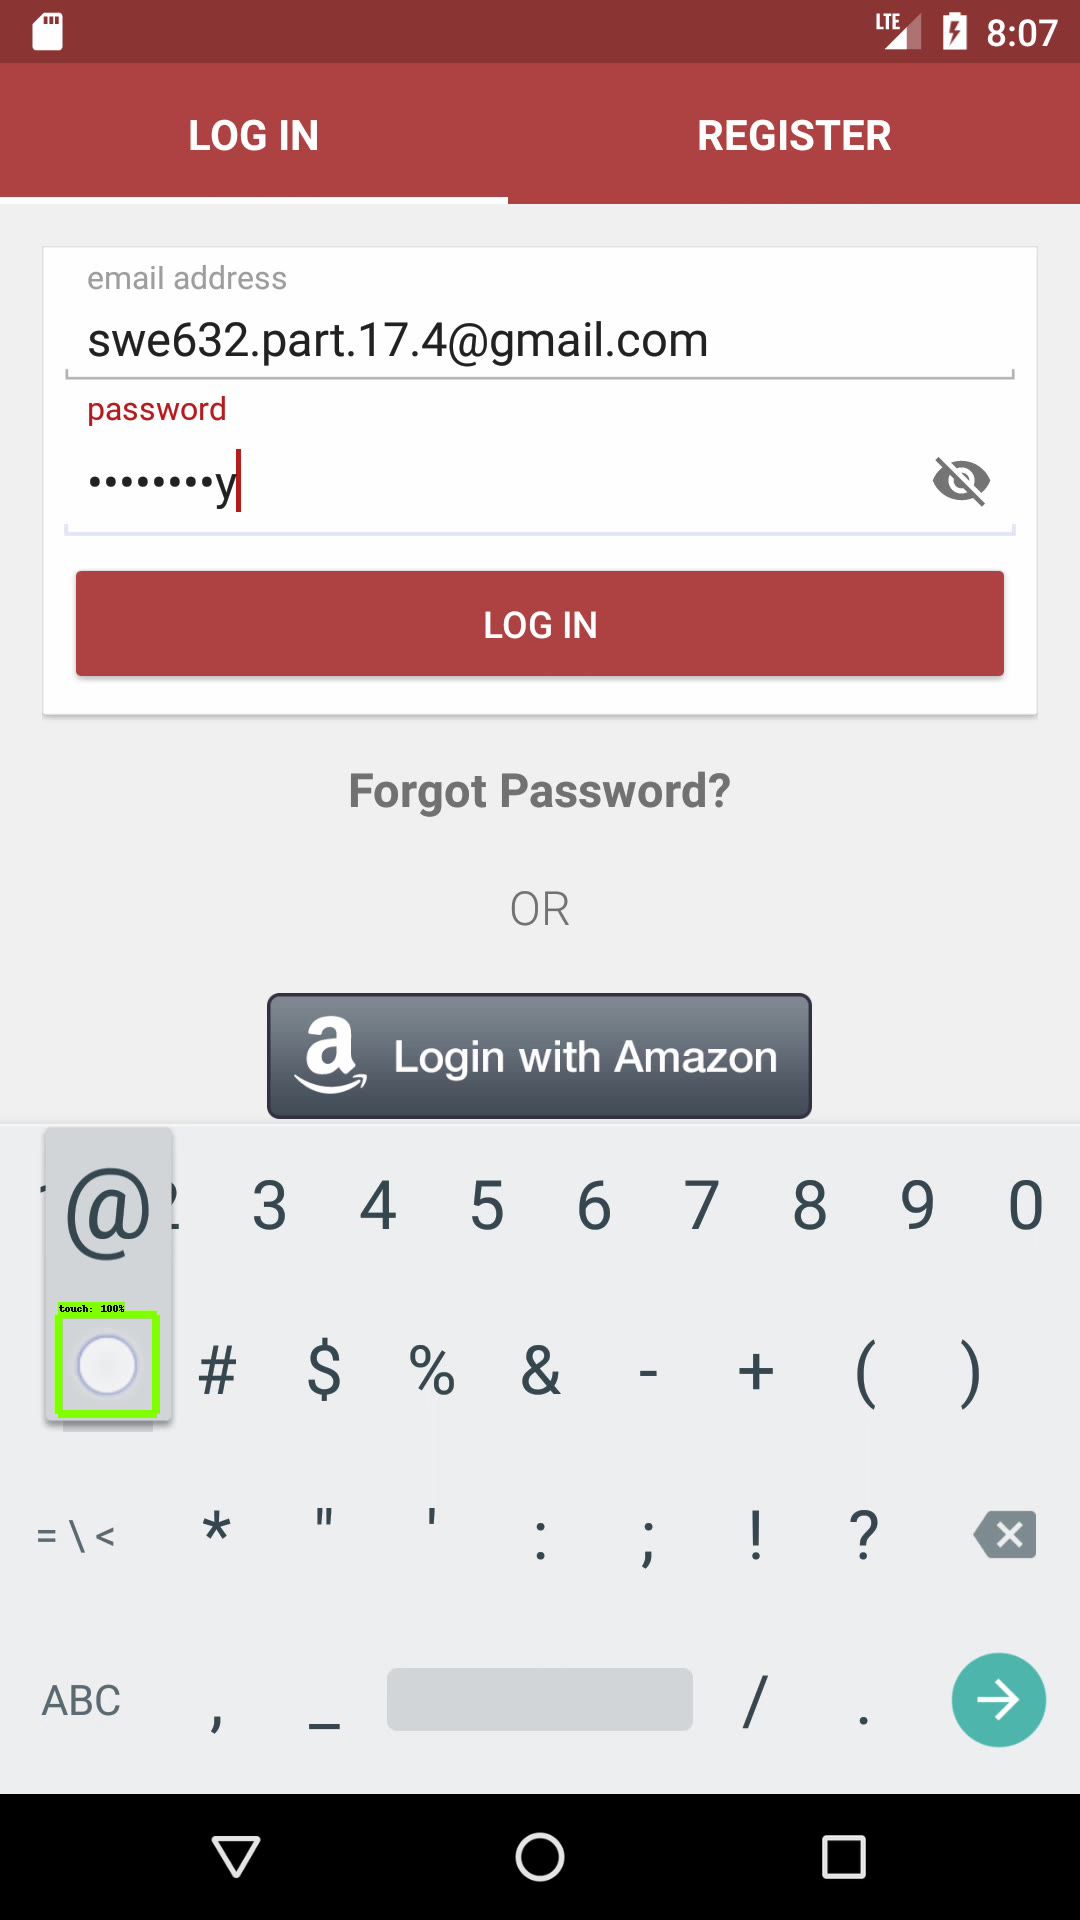 LTE 8:07
LOG IN REGISTER
email address
swe632.part.17.4@gmail.com
password
••••••••y
LOG IN
Forgot Password?
OR
a Login with Amazon
@ 2 3 4 5 6 7 8 9 0
touch: 100%
# $ % & - + ( )
= \ < * " ' : ; ! ?
ABC , _ / .